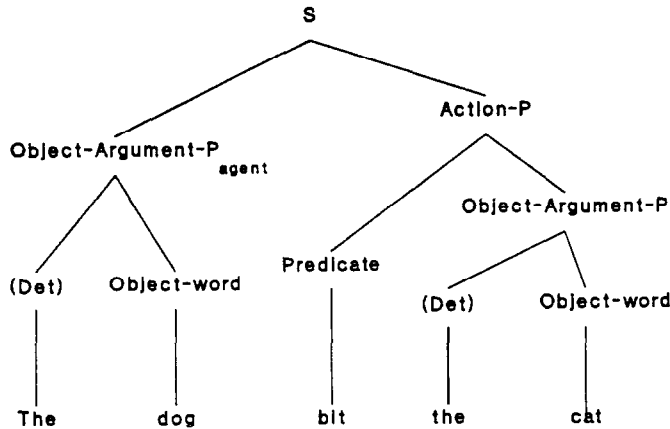 S
Action-P
Object-Argument-P
agent
Object-Argument-P
Predicate
(Det) Object-word
(Det) Object-word
The dog bit the cat